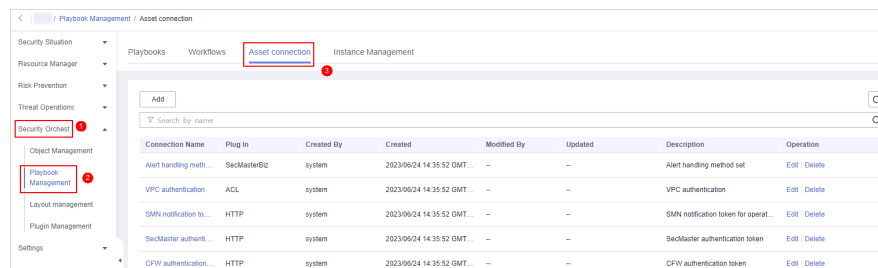 / Playbook Management / Asset connection
Security Situation
Resource Manager
Risk Prevention
Threat Operations
Security Orchest 1
Object Management
Playbook
Management 2
Layout management
Plugin Management
Settings
Playbooks Workflows Asset connection Instance Management
3
Add
Search by name
Connection Name Plug In Created By Created Modified By Updated Description Operation
Alert handling meth... SecMasterBiz system 2023/06/24 14:35:52 GMT... -- -- Alert handling method set Edit Delete
VPC authentication ACL system 2023/06/24 14:35:52 GMT... -- -- VPC authentication Edit Delete
SMN notification to... HTTP system 2023/06/24 14:35:52 GMT... -- -- SMN notification token for operat... Edit Delete
SecMaster authenti... HTTP system 2023/06/24 14:35:52 GMT... -- -- SecMaster authentication token Edit Delete
CFW authentication... HTTP system 2023/06/24 14:35:52 GMT... -- -- CFW authentication token Edit Delete